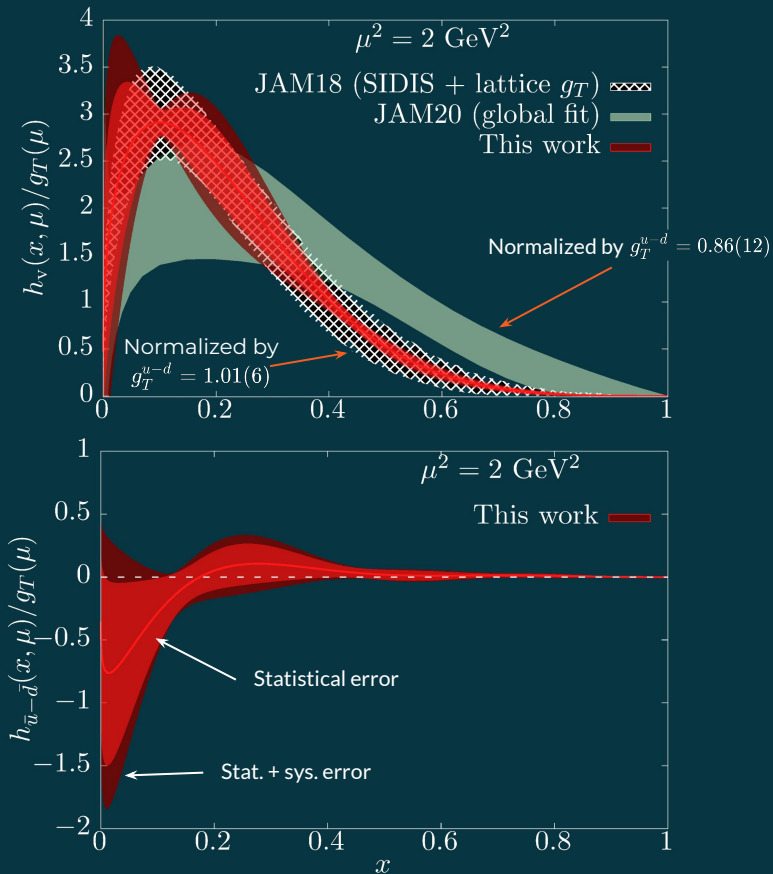 4
μ² = 2 GeV²
3.5
JAM18 (SIDIS + lattice g_T)
JAM20 (global fit)
3
This work
2.5
h_v(x, μ)/g_T(μ)
2
Normalized by g_T^{u-d} = 0.86(12)
1.5
1
Normalized by
g_T^{u-d} = 1.01(6)
0.5
0
0 0.2 0.4 0.6 0.8 1
1
μ² = 2 GeV²
0.5
This work
0
h_{ū-d̄}(x, μ)/g_T(μ)
−0.5
Statistical error
−1
−1.5
Stat. + sys. error
−2
0 0.2 0.4 0.6 0.8 1
x